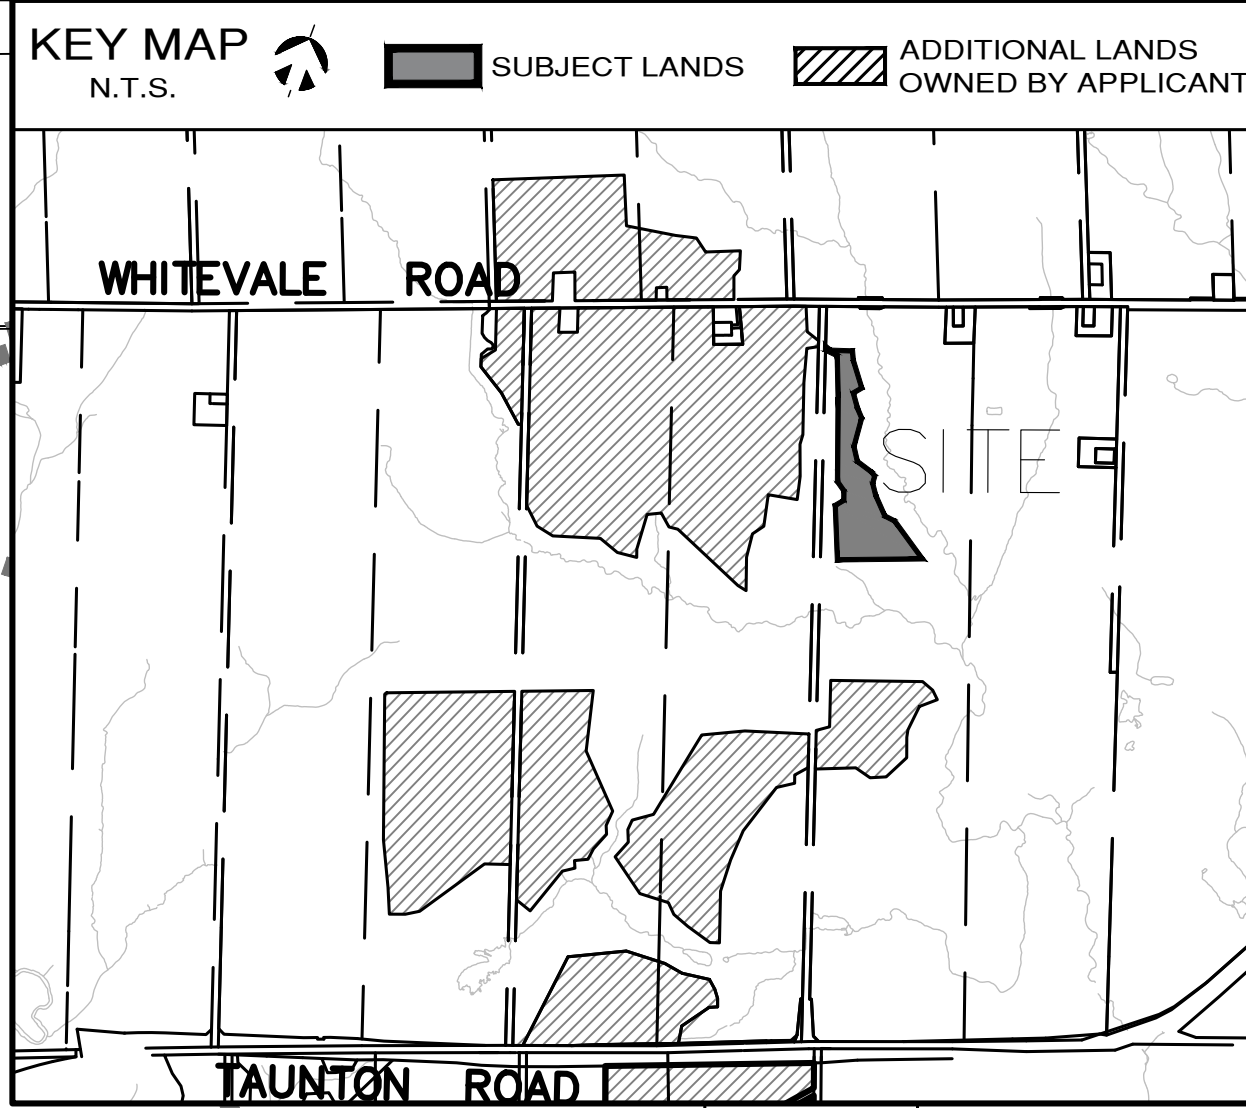 KEY MAP
N.T.S.
SUBJECT LANDS
ADDITIONAL LANDS
OWNED BY APPLICANT
WHITEVALE ROAD
SITE
TAUNTON ROAD